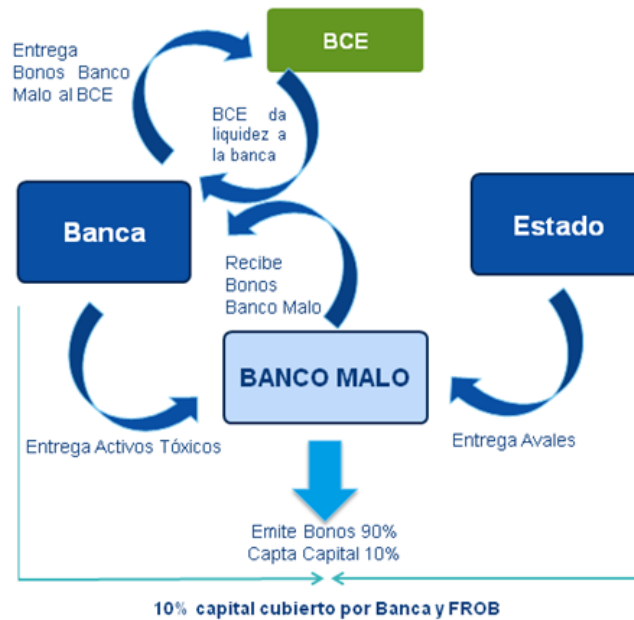 BCE
Entrega
Bonos Banco
Malo al BCE
BCE da
liquidez a
la banca
Banca
Estado
Recibe
Bonos
Banco Malo
BANCO MALO
Entrega Activos Tóxicos
Entrega Avales
Emite Bonos 90%
Capta Capital 10%
10% capital cubierto por Banca y FROB